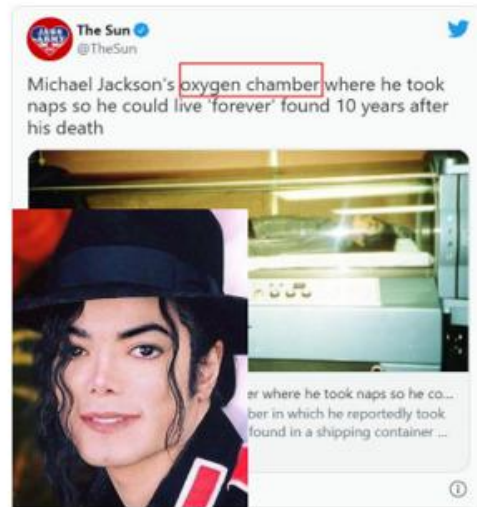 The Sun
@TheSun
Michael Jackson's oxygen chamber where he took
naps so he could live 'forever' found 10 years after
his death
er where he took naps so he co...
ber in which he reportedly took
found in a shipping container ...